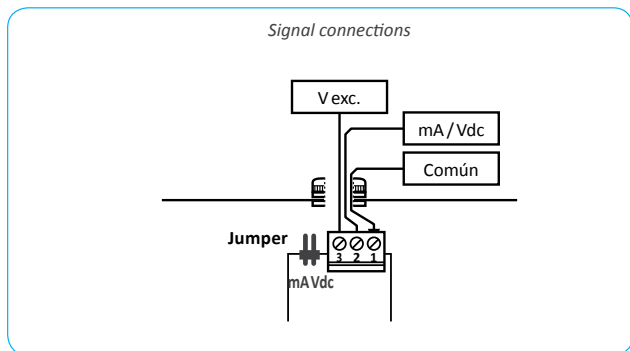 Signal connections
V exc.
mA / Vdc
Común
Jumper
3 2 1
mA Vdc